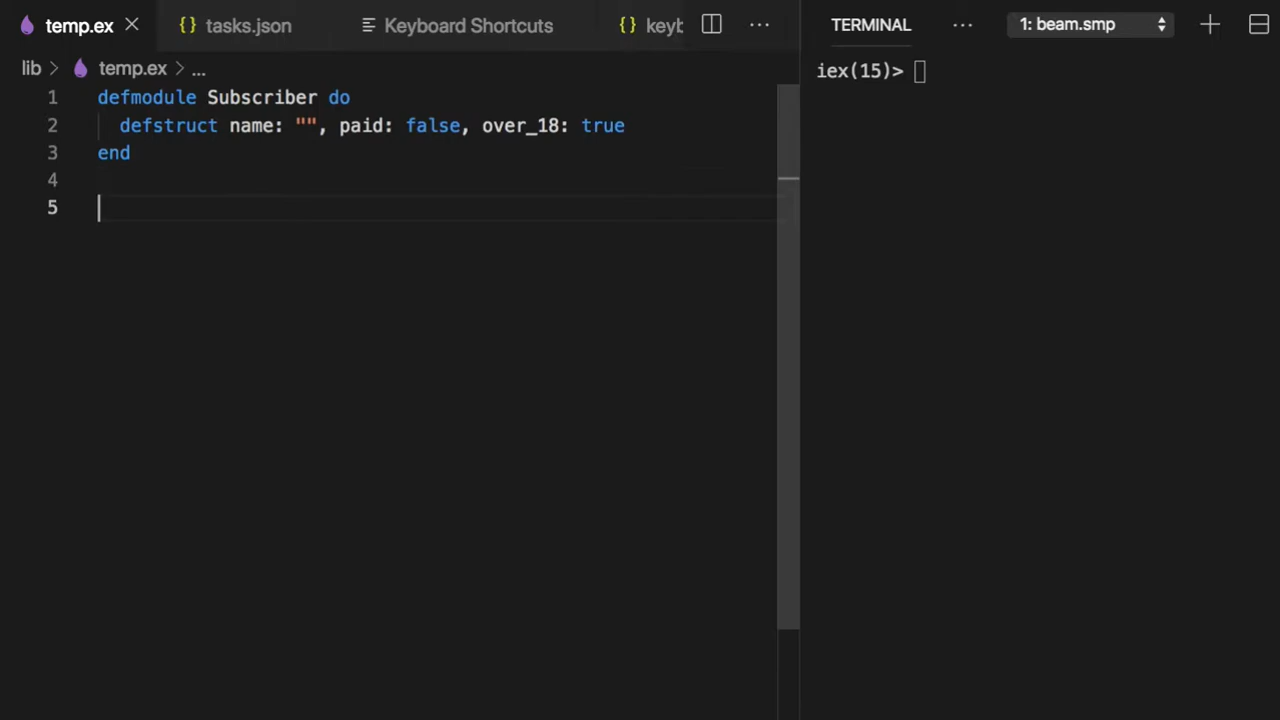 temp.ex
tasks.json
Keyboard Shortcuts
{} keyb
TERMINAL
1: beam.smp
lib > temp.ex > ...
iex(15)>
1 defmodule Subscriber do
2 defstruct name: "", paid: false, over_18: true
3 end
4
5